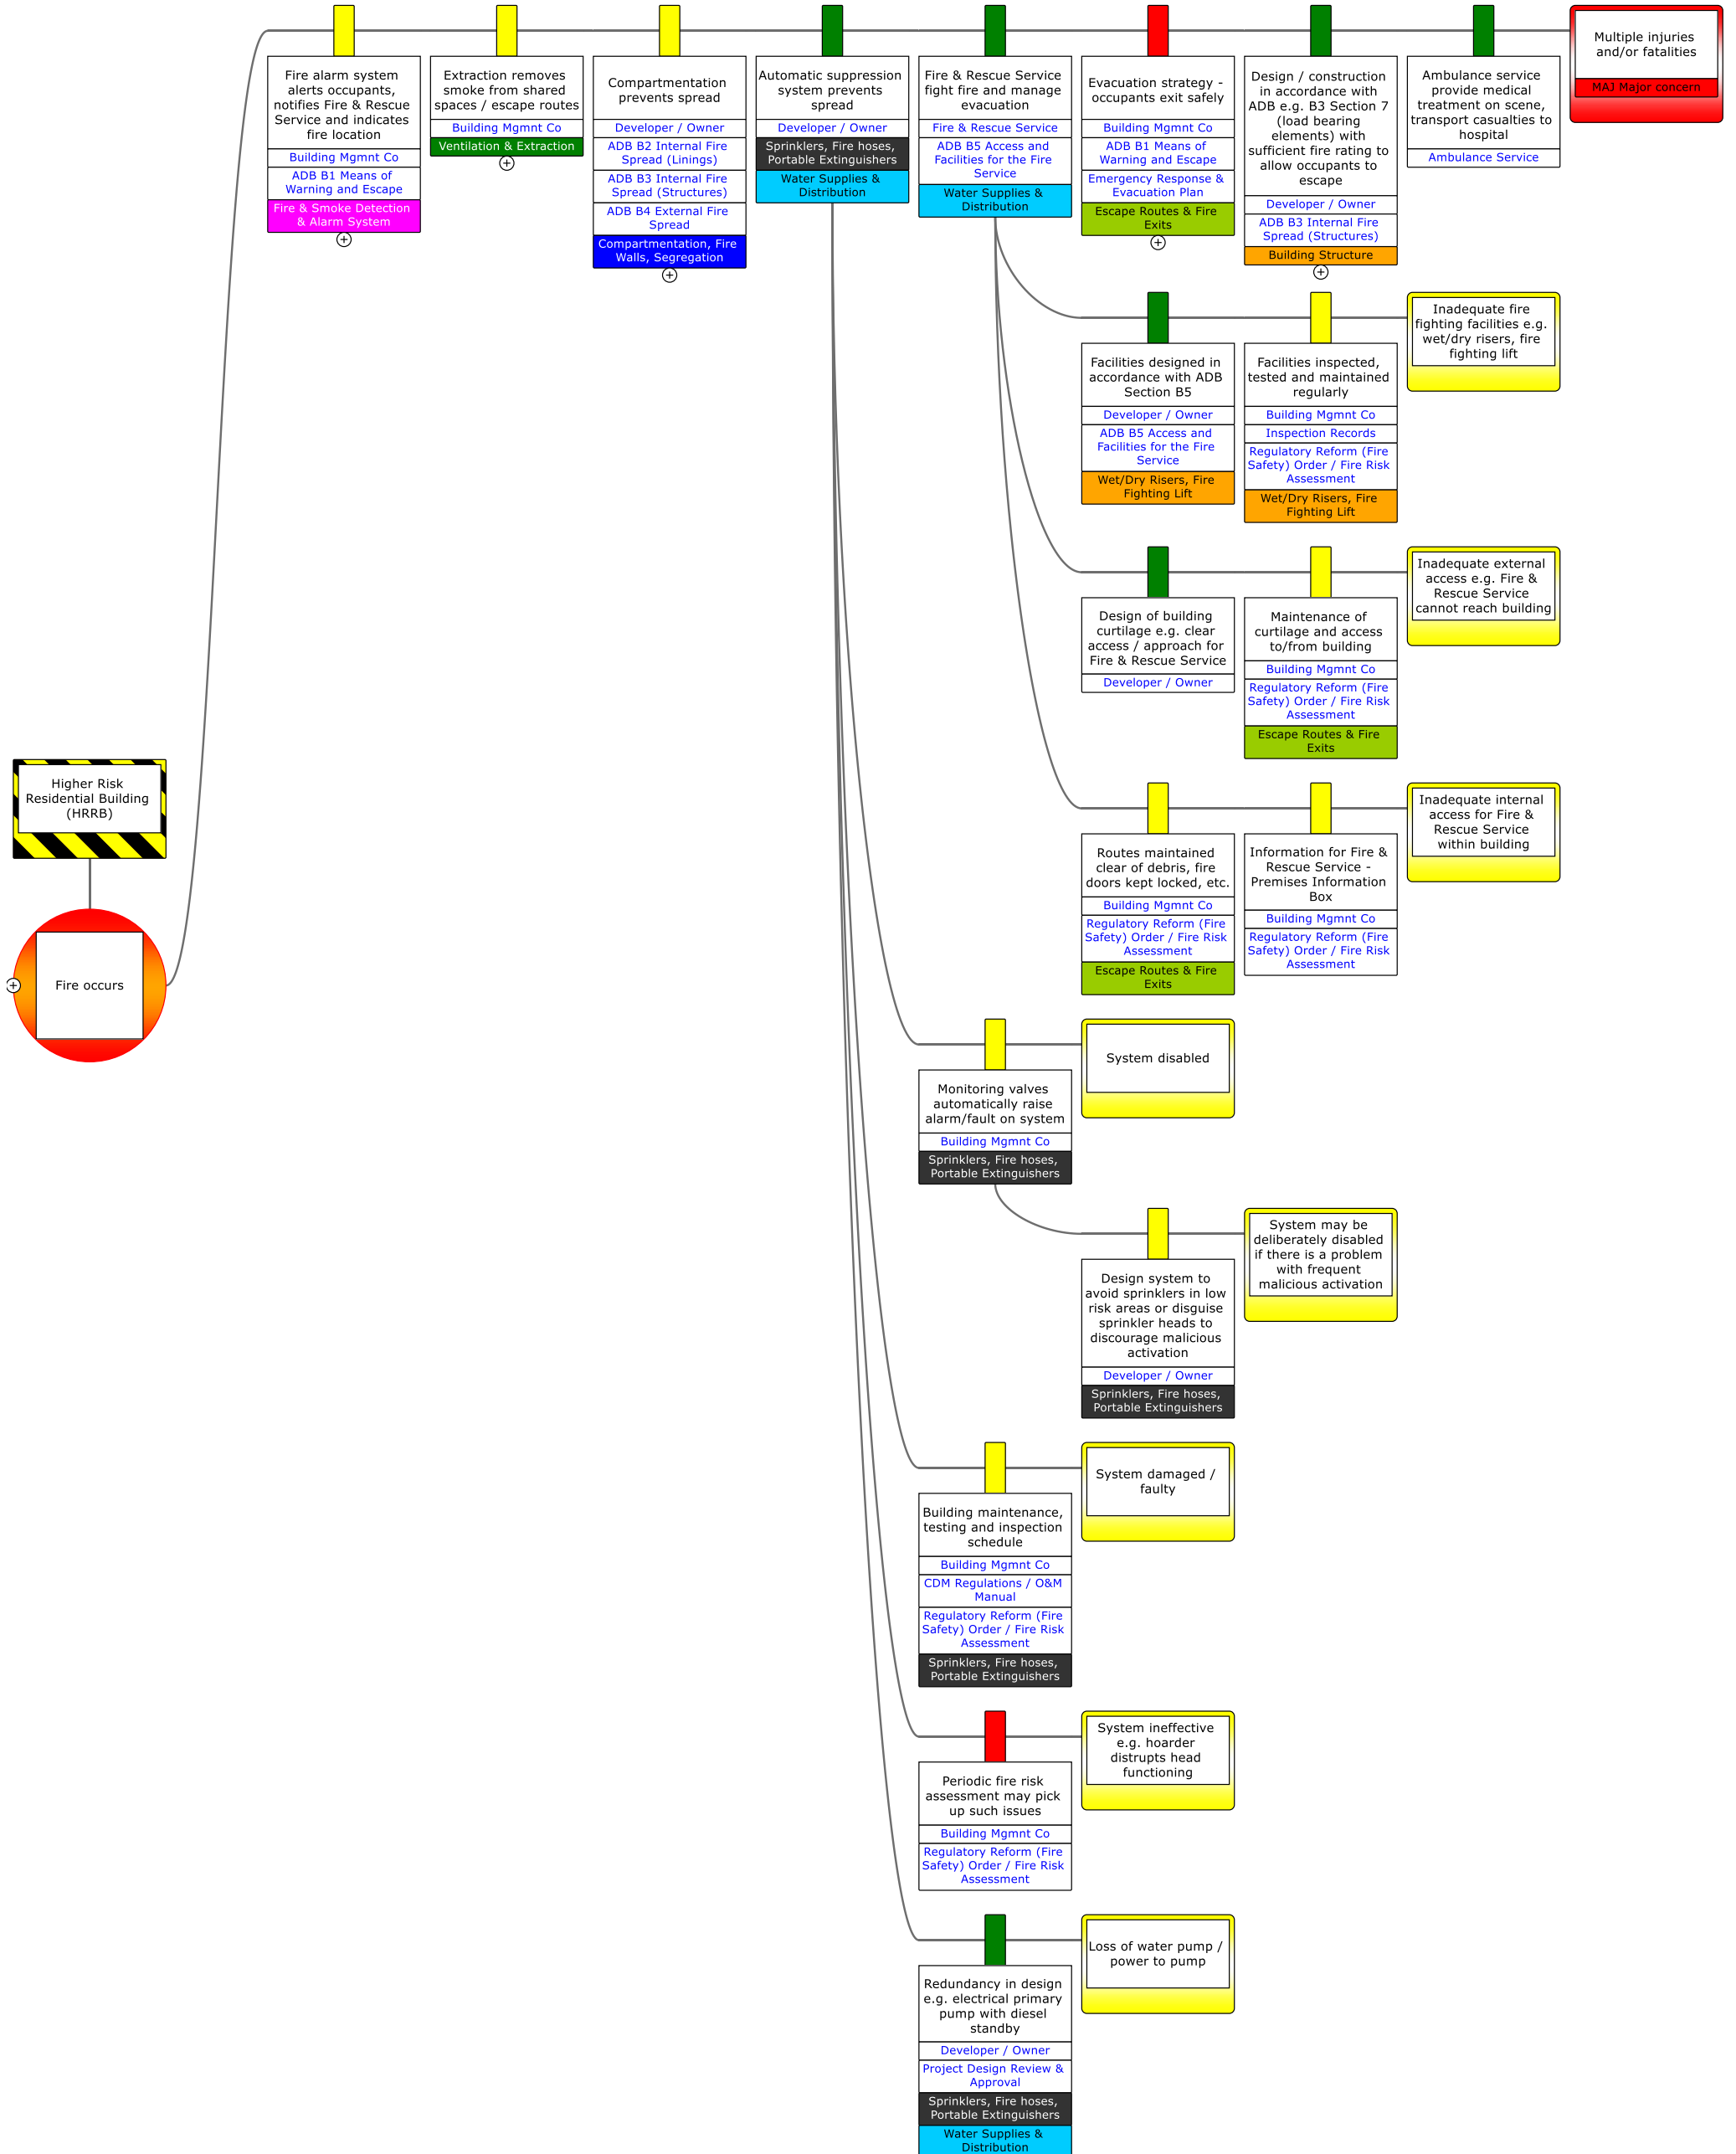 Fire alarm system
alerts occupants,
notifies Fire & Rescue
Service and indicates
fire location
Building Mgmnt Co
ADB B1 Means of
Warning and Escape
Fire & Smoke Detection
& Alarm System
Extraction removes
smoke from shared
spaces / escape routes
Building Mgmnt Co
Ventilation & Extraction
Compartmentation
prevents spread
Developer / Owner
ADB B2 Internal Fire
Spread (Linings)
ADB B3 Internal Fire
Spread (Structures)
ADB B4 External Fire
Spread
Compartmentation, Fire
Walls, Segregation
Automatic suppression
system prevents
spread
Developer / Owner
Sprinklers, Fire hoses,
Portable Extinguishers
Water Supplies &
Distribution
Fire & Rescue Service
fight fire and manage
evacuation
Fire & Rescue Service
ADB B5 Access and
Facilities for the Fire
Service
Water Supplies &
Distribution
Evacuation strategy -
occupants exit safely
Building Mgmnt Co
ADB B1 Means of
Warning and Escape
Emergency Response &
Evacuation Plan
Escape Routes & Fire
Exits
Design / construction
in accordance with
ADB e.g. B3 Section 7
(load bearing
elements) with
sufficient fire rating to
allow occupants to
escape
Developer / Owner
ADB B3 Internal Fire
Spread (Structures)
Building Structure
Ambulance service
provide medical
treatment on scene,
transport casualties to
hospital
Ambulance Service
Multiple injuries
and/or fatalities
MAJ Major concern
Facilities designed in
accordance with ADB
Section B5
Developer / Owner
ADB B5 Access and
Facilities for the Fire
Service
Wet/Dry Risers, Fire
Fighting Lift
Facilities inspected,
tested and maintained
regularly
Building Mgmnt Co
Inspection Records
Regulatory Reform (Fire
Safety) Order / Fire Risk
Assessment
Wet/Dry Risers, Fire
Fighting Lift
Inadequate fire
fighting facilities e.g.
wet/dry risers, fire
fighting lift
Design of building
curtilage e.g. clear
access / approach for
Fire & Rescue Service
Developer / Owner
Maintenance of
curtilage and access
to/from building
Building Mgmnt Co
Regulatory Reform (Fire
Safety) Order / Fire Risk
Assessment
Escape Routes & Fire
Exits
Inadequate external
access e.g. Fire &
Rescue Service
cannot reach building
Higher Risk
Residential Building
(HRRB)
Fire occurs
Routes maintained
clear of debris, fire
doors kept locked, etc.
Building Mgmnt Co
Regulatory Reform (Fire
Safety) Order / Fire Risk
Assessment
Escape Routes & Fire
Exits
Information for Fire &
Rescue Service -
Premises Information
Box
Building Mgmnt Co
Regulatory Reform (Fire
Safety) Order / Fire Risk
Assessment
Inadequate internal
access for Fire &
Rescue Service
within building
Monitoring valves
automatically raise
alarm/fault on system
Building Mgmnt Co
Sprinklers, Fire hoses,
Portable Extinguishers
System disabled
Design system to
avoid sprinklers in low
risk areas or disguise
sprinkler heads to
discourage malicious
activation
Developer / Owner
Sprinklers, Fire hoses,
Portable Extinguishers
System may be
deliberately disabled
if there is a problem
with frequent
malicious activation
Building maintenance,
testing and inspection
schedule
Building Mgmnt Co
CDM Regulations / O&M
Manual
Regulatory Reform (Fire
Safety) Order / Fire Risk
Assessment
Sprinklers, Fire hoses,
Portable Extinguishers
System damaged /
faulty
Periodic fire risk
assessment may pick
up such issues
Building Mgmnt Co
Regulatory Reform (Fire
Safety) Order / Fire Risk
Assessment
System ineffective
e.g. hoarder
distrupts head
functioning
Redundancy in design
e.g. electrical primary
pump with diesel
standby
Developer / Owner
Project Design Review &
Approval
Sprinklers, Fire hoses,
Portable Extinguishers
Water Supplies &
Distribution
Loss of water pump /
power to pump